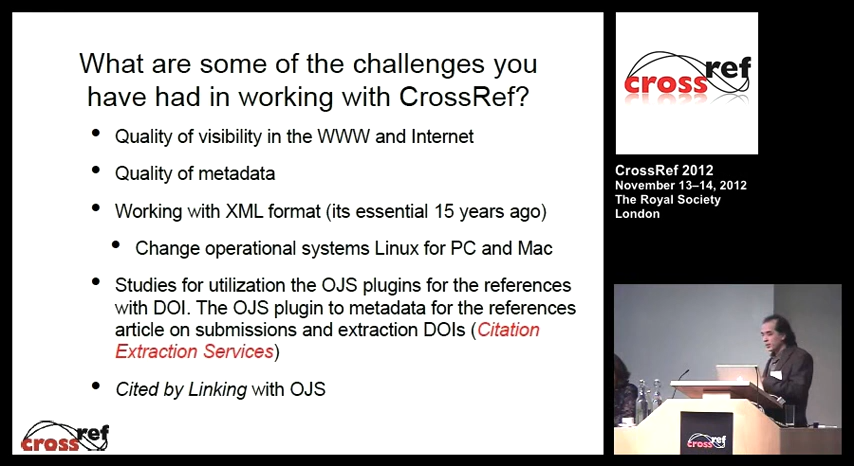 What are some of the challenges you
have had in working with CrossRef?
• Quality of visibility in the WWW and Internet
• Quality of metadata
• Working with XML format (its essential 15 years ago)
• Change operational systems Linux for PC and Mac
• Studies for utilization the OJS plugins for the references
with DOI. The OJS plugin to metadata for the references
article on submissions and extraction DOIs (Citation
Extraction Services)
• Cited by Linking with OJS
crossref
crossref
CrossRef 2012
November 13–14, 2012
The Royal Society
London
crossref